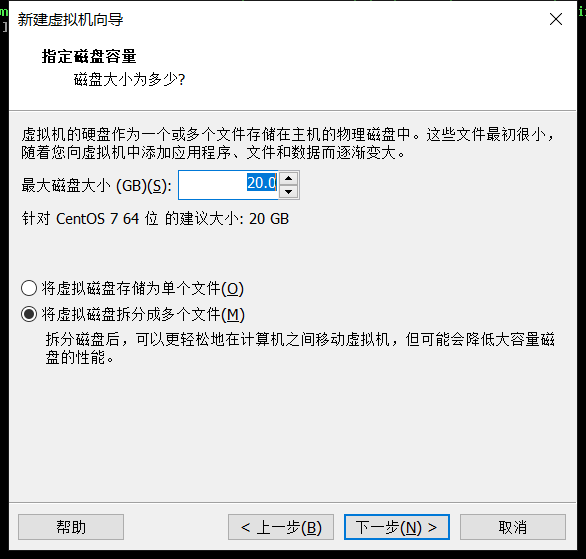 新建虚拟机向导
指定磁盘容量
磁盘大小为多少?
虚拟机的硬盘作为一个或多个文件存储在主机的物理磁盘中。这些文件最初很小，
随着您向虚拟机中添加应用程序、文件和数据而逐渐变大。
最大磁盘大小 (GB)(S): 20.0
针对 CentOS 7 64 位 的建议大小: 20 GB
将虚拟磁盘存储为单个文件(O)
将虚拟磁盘拆分成多个文件(M)
拆分磁盘后，可以更轻松地在计算机之间移动虚拟机，但可能会降低大容量磁
盘的性能。
帮助 < 上一步(B) 下一步(N) > 取消